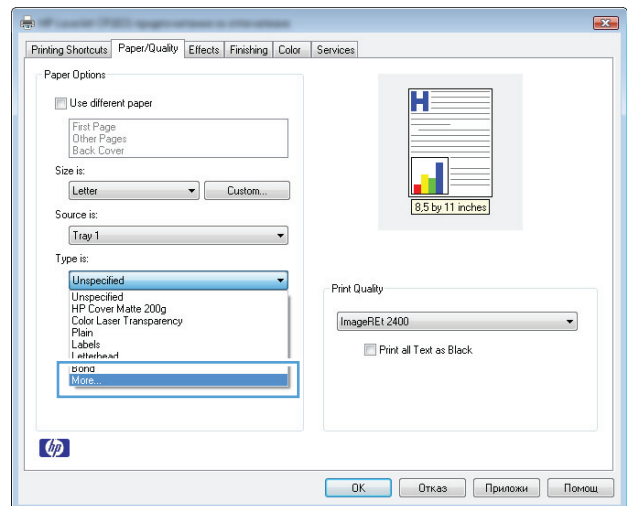 Printing Shortcuts Paper/Quality Effects Finishing Color Services
Paper Options
Use different paper
First Page
Other Pages
Back Cover
Size is:
Letter Custom...
Source is:
Tray 1
Type is:
Unspecified
Unspecified
HP Cover Matte 200g
Color Laser Transparency
Plain
Labels
Letterhead
Bond
More...
H
8,5 by 11 inches
Print Quality
ImageREt 2400
Print all Text as Black
hp
OK Отказ Приложи Помощ